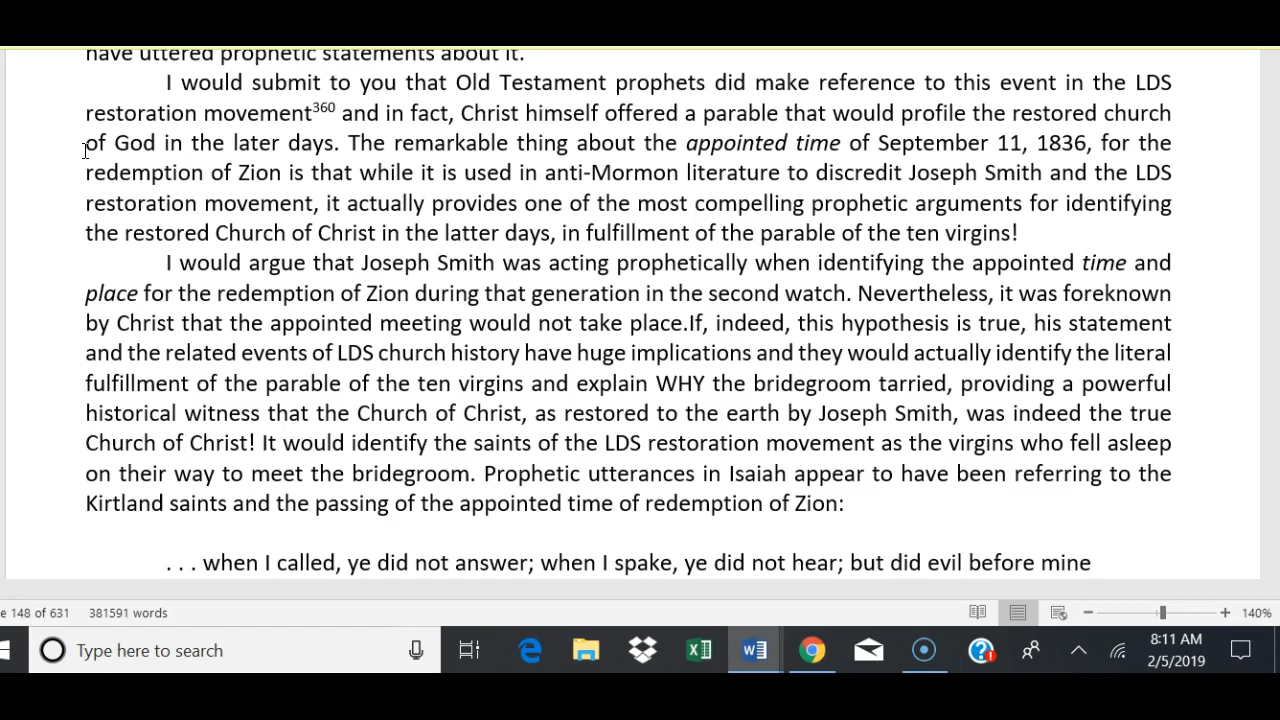 have uttered prophetic statements about it.
I would submit to you that Old Testament prophets did make reference to this event in the LDS
restoration movement360 and in fact, Christ himself offered a parable that would profile the restored church
of God in the later days. The remarkable thing about the appointed time of September 11, 1836, for the
redemption of Zion is that while it is used in anti-Mormon literature to discredit Joseph Smith and the LDS
restoration movement, it actually provides one of the most compelling prophetic arguments for identifying
the restored Church of Christ in the latter days, in fulfillment of the parable of the ten virgins!
I would argue that Joseph Smith was acting prophetically when identifying the appointed time and
place for the redemption of Zion during that generation in the second watch. Nevertheless, it was foreknown
by Christ that the appointed meeting would not take place.If, indeed, this hypothesis is true, his statement
and the related events of LDS church history have huge implications and they would actually identify the literal
fulfillment of the parable of the ten virgins and explain WHY the bridegroom tarried, providing a powerful
historical witness that the Church of Christ, as restored to the earth by Joseph Smith, was indeed the true
Church of Christ! It would identify the saints of the LDS restoration movement as the virgins who fell asleep
on their way to meet the bridegroom. Prophetic utterances in Isaiah appear to have been referring to the
Kirtland saints and the passing of the appointed time of redemption of Zion:
. . . when I called, ye did not answer; when I spake, ye did not hear; but did evil before mine
e 148 of 631 381591 words 140%
Type here to search
8:11 AM
2/5/2019